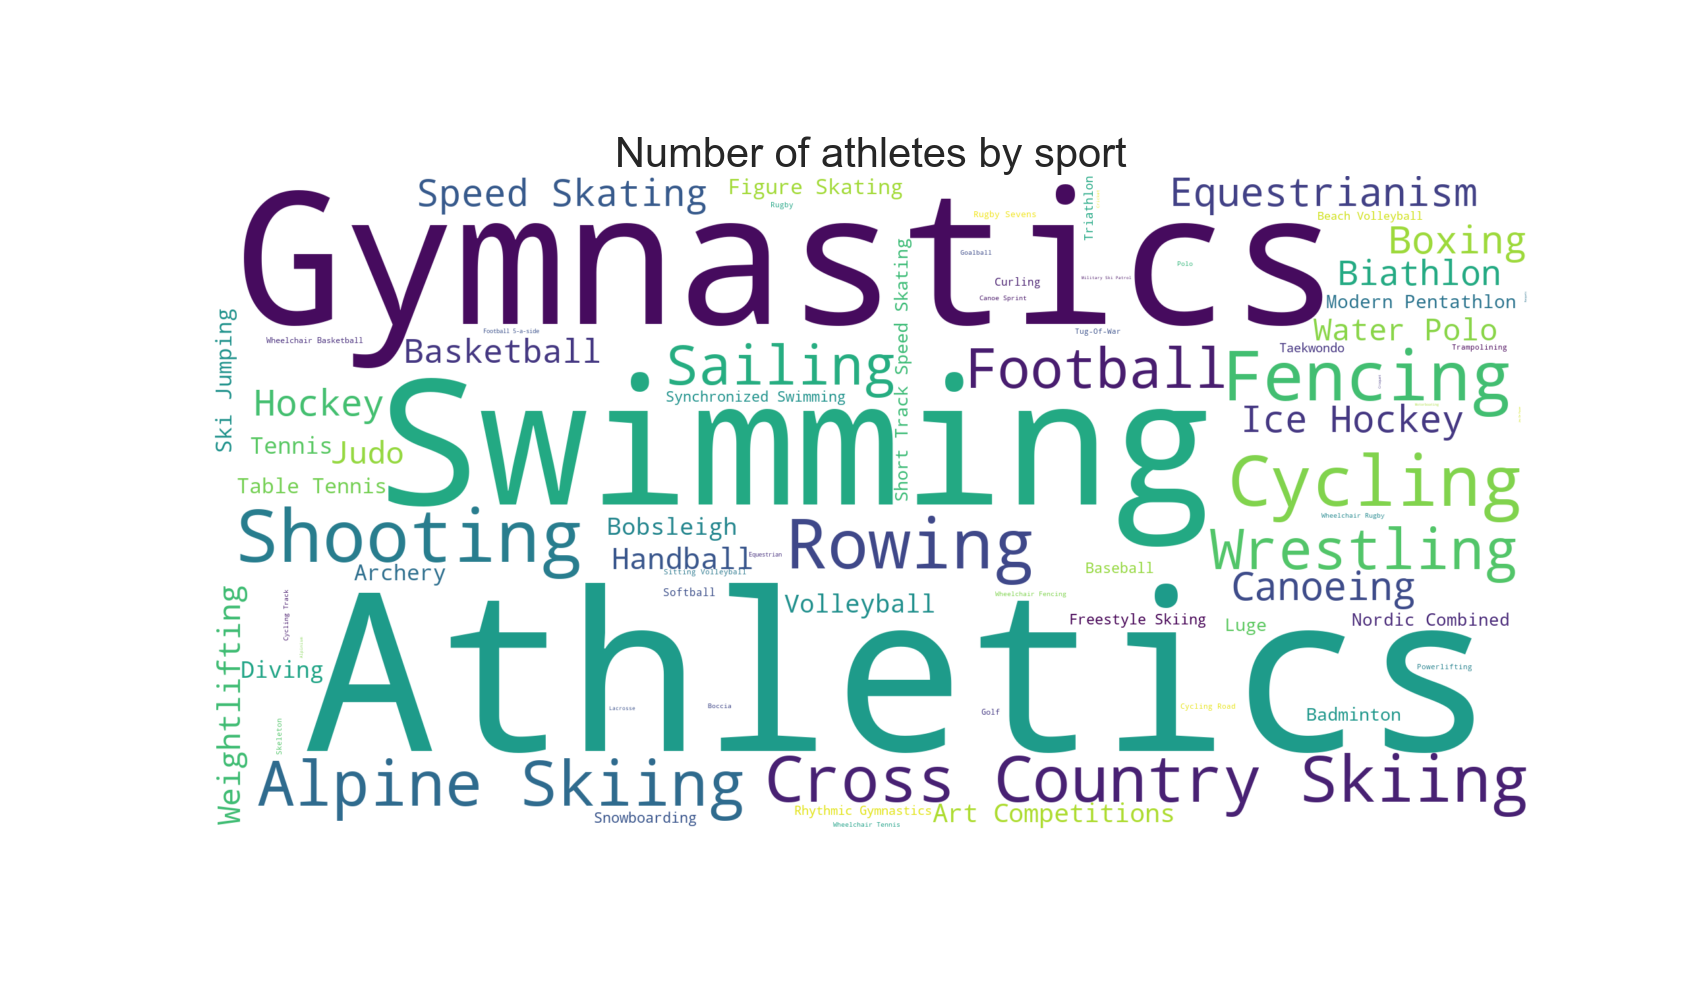 Number of athletes by sport
Speed Skating
Figure Skating
Rugby
Triathlon
Equestrianism
Gymnastics
Rugby Sevens
Beach Volleyball
Boxing
Goalball
Polo
Biathlon
Curling
Military Ski Patrol
Canoe Sprint
Modern Pentathlon
Ski Jumping
Wheelchair Basketball
Football 5-a-side
Tug-Of-War
Water Polo
Basketball
Sailing
Short Track Speed Skating
Football
Taekwondo
Trampolining
Fencing
Hockey
Synchronized Swimming
Swimming
Ice Hockey
Tennis
Judo
Table Tennis
Cycling
Shooting
Bobsleigh
Rowing
Wheelchair Rugby
Handball
Equestrian
Wrestling
Archery
Sitting Volleyball
Baseball
Softball
Volleyball
Wheelchair Fencing
Canoeing
Weightlifting
Cycling Track
Freestyle Skiing
Luge
Nordic Combined
Diving
Athletics
Powerlifting
Lacrosse
Boccia
Golf
Cycling Road
Badminton
Skeleton
Alpine Skiing
Cross Country Skiing
Snowboarding
Rhythmic Gymnastics
Art Competitions
Wheelchair Tennis